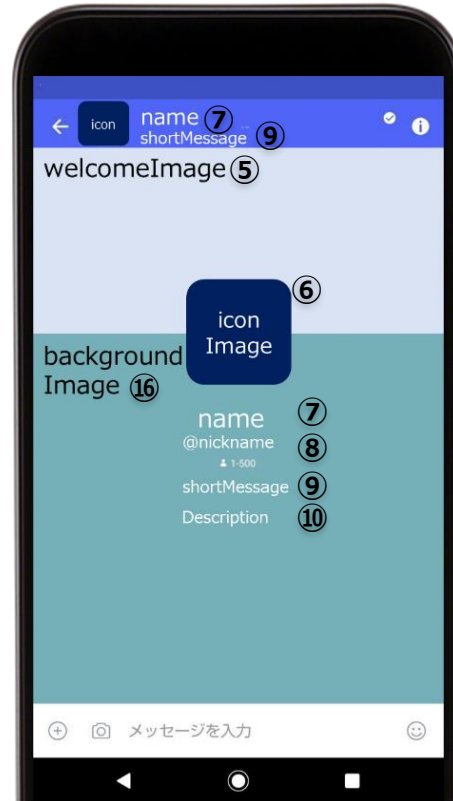 icon
name ⑦
shortMessage ⑨
welcomeImage ⑤
⑥
icon
Image
background
Image ⑯
name ⑦
@nickname ⑧
1-500
shortMessage ⑨
Description ⑩
メッセージを入力